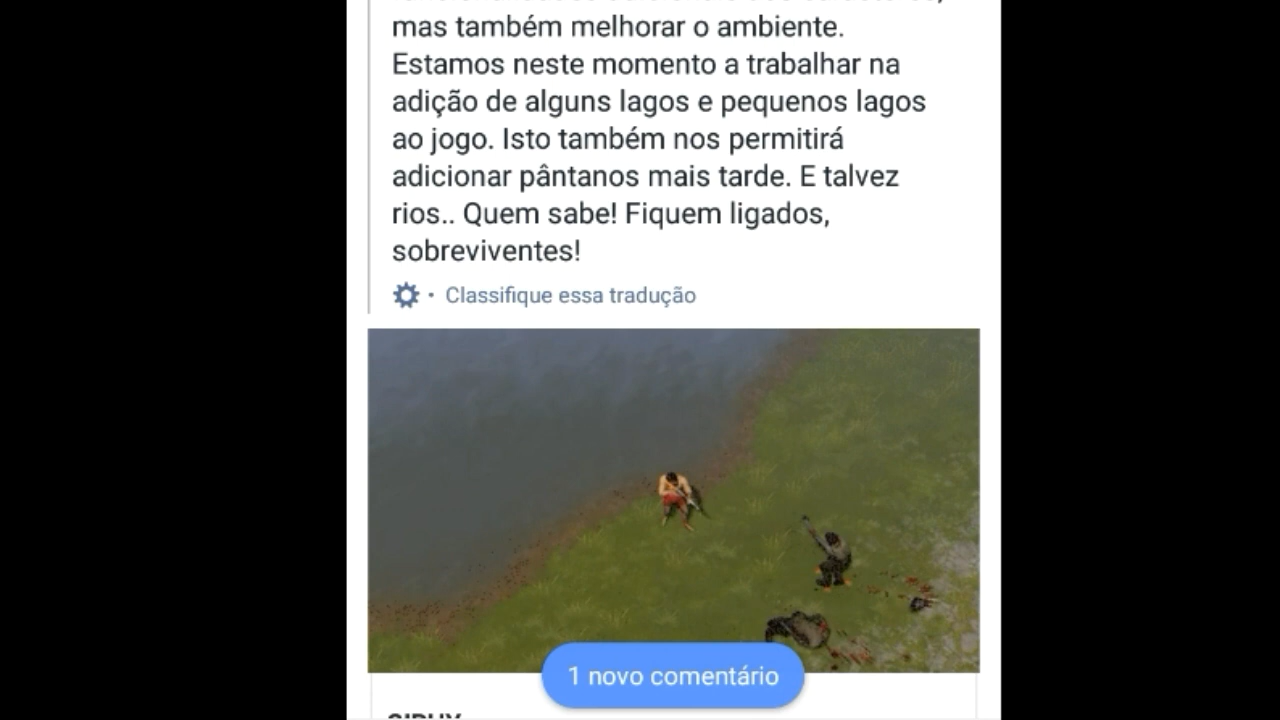 mas também melhorar o ambiente.
Estamos neste momento a trabalhar na
adição de alguns lagos e pequenos lagos
ao jogo. Isto também nos permitirá
adicionar pântanos mais tarde. E talvez
rios.. Quem sabe! Fiquem ligados,
sobreviventes!
· Classifique essa tradução
1 novo comentário